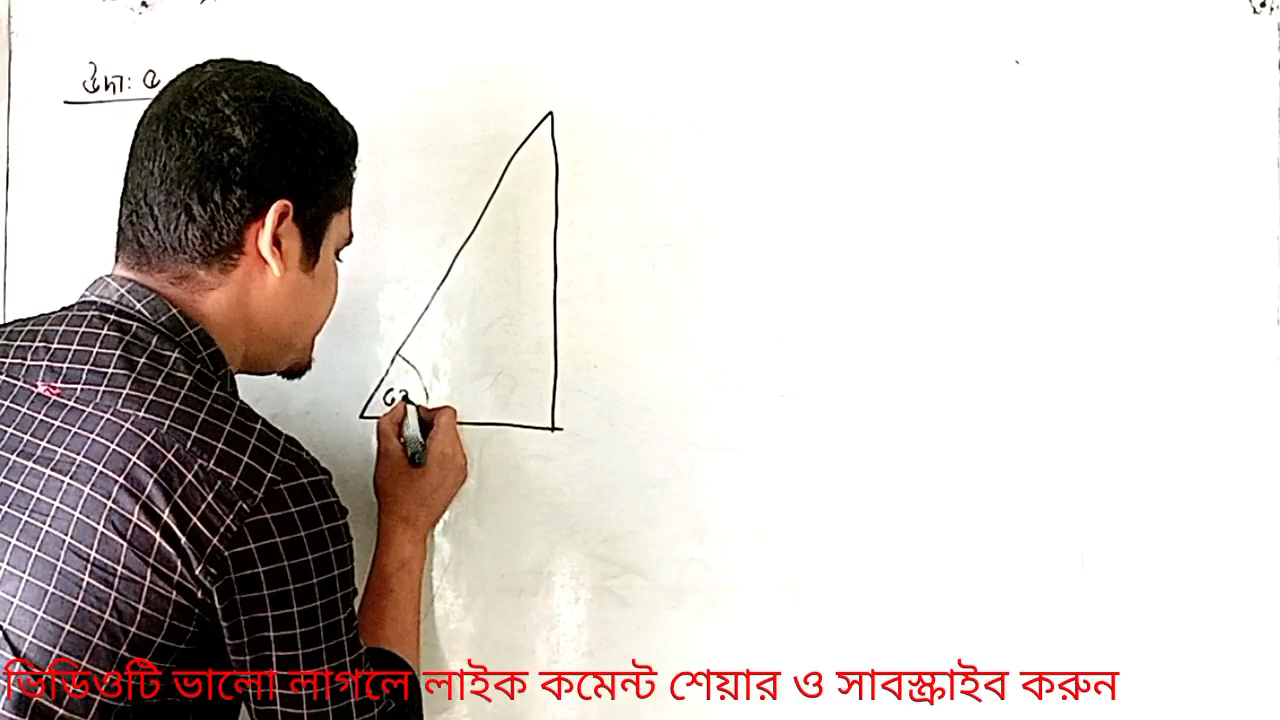 উদা: ৫
ভিডিওটি ভালো লাগলে লাইক কমেন্ট শেয়ার ও সাবস্ক্রাইব করুন